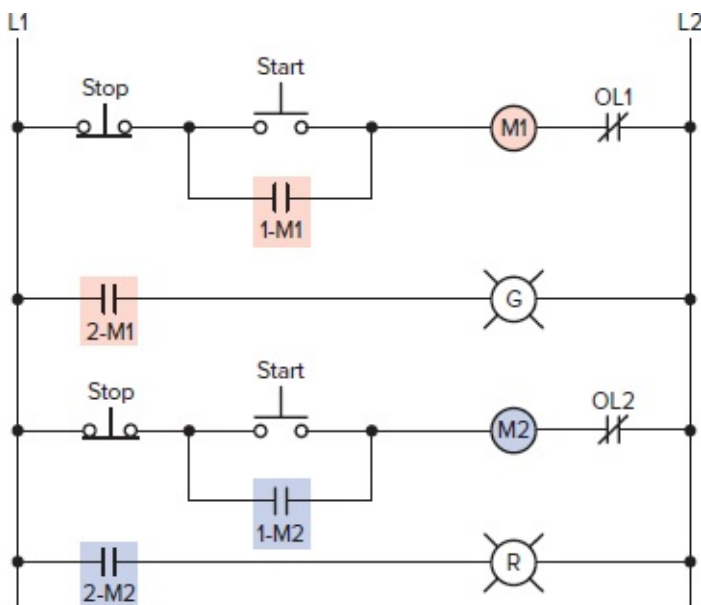 L1
L2
Stop
Start
M1
OL1
1-M1
2-M1
G
Stop
Start
M2
OL2
1-M2
2-M2
R